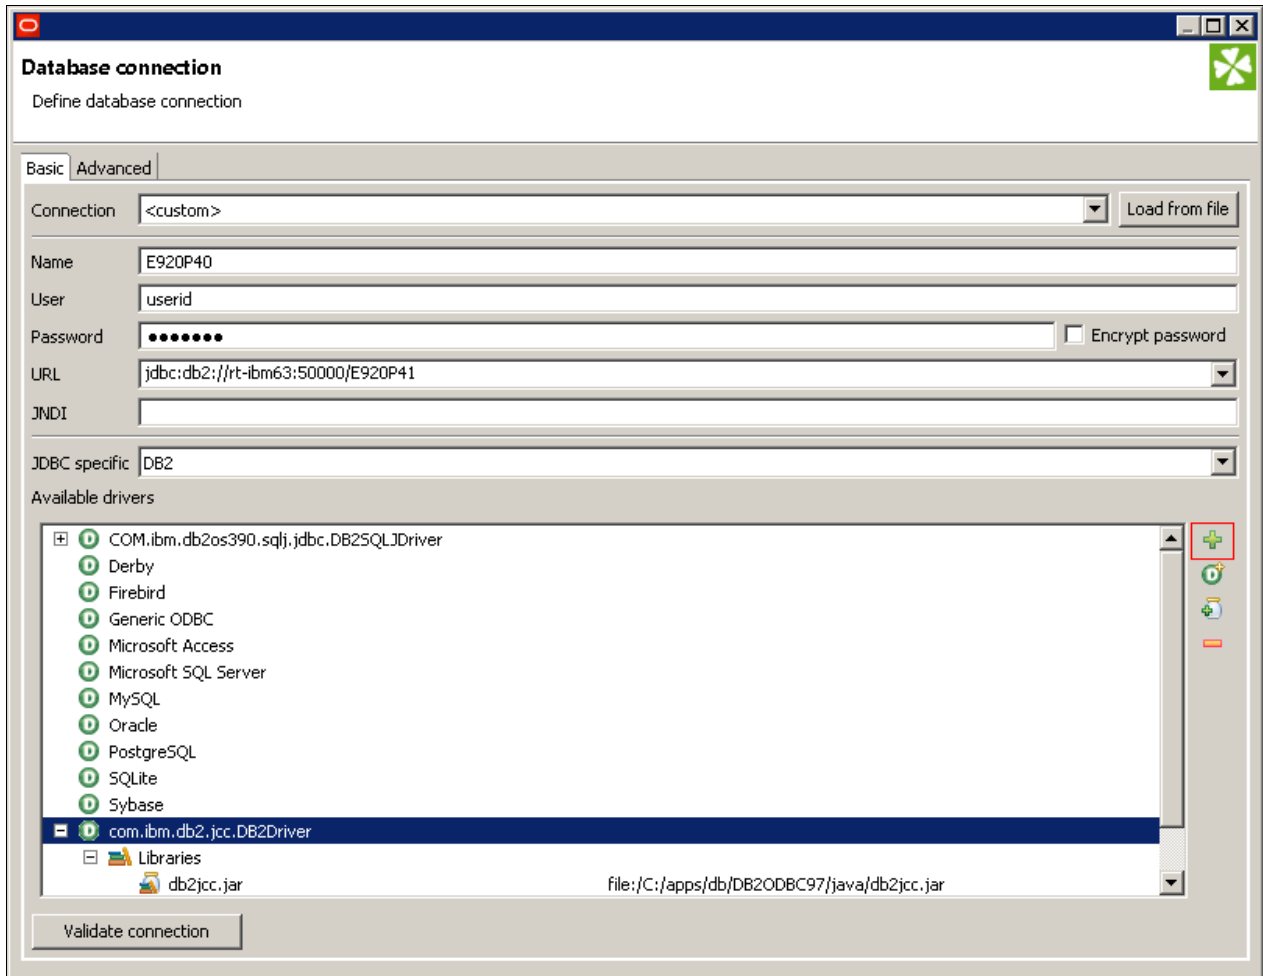 Database connection
Define database connection
Basic Advanced
Connection <custom> Load from file
Name E920P40
User userid
Password ●●●●●●● Encrypt password
URL jdbc:db2://rt-ibm63:50000/E920P41
JNDI
JDBC specific DB2
Available drivers
COM.ibm.db2os390.sqlj.jdbc.DB2SQLJDriver
Derby
Firebird
Generic ODBC
Microsoft Access
Microsoft SQL Server
MySQL
Oracle
PostgreSQL
SQLite
Sybase
com.ibm.db2.jcc.DB2Driver
Libraries
db2jcc.jar file:/C:/apps/db/DB2ODBC97/java/db2jcc.jar
Validate connection